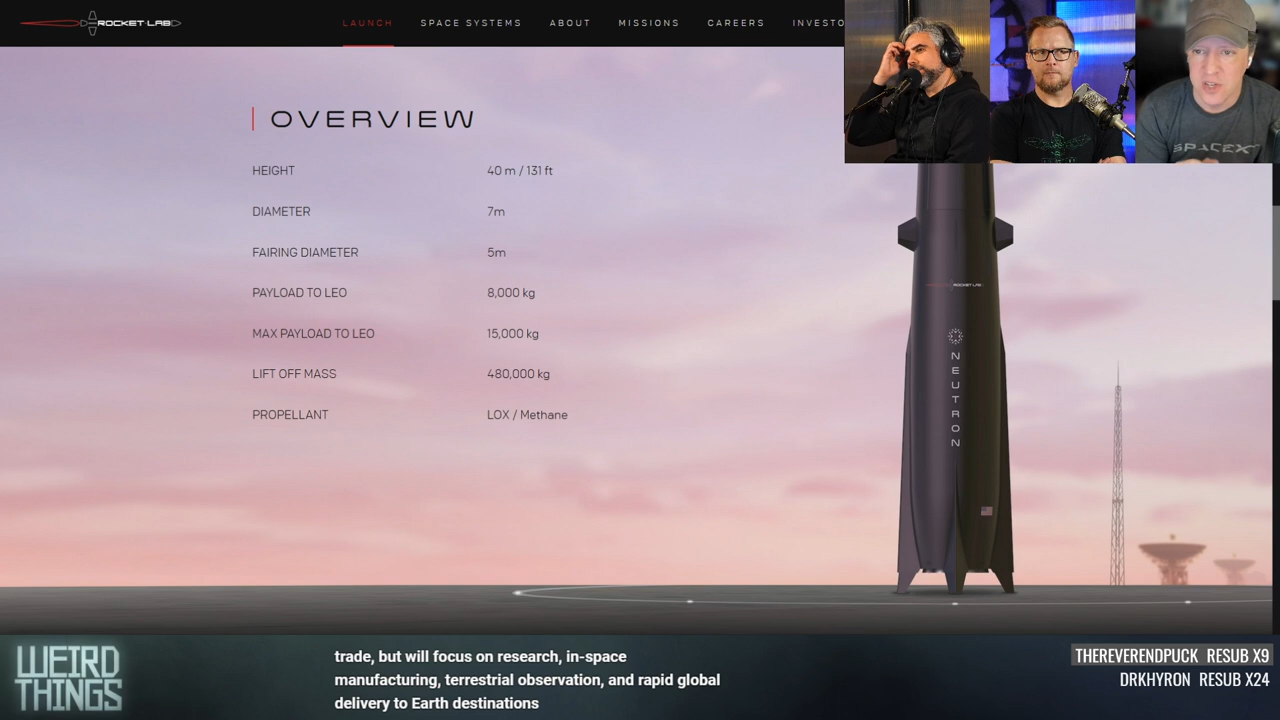 ROCKET LAB
LAUNCH
SPACE SYSTEMS
ABOUT
MISSIONS
CAREERS
INVESTO
OVERVIEW
HEIGHT 40 m / 131 ft
DIAMETER 7m
FAIRING DIAMETER 5m
PAYLOAD TO LEO 8,000 kg
MAX PAYLOAD TO LEO 15,000 kg
LIFT OFF MASS 480,000 kg
PROPELLANT LOX / Methane
SPACEX
ROCKET LAB
NEUTRON
WEIRD
THINGS
trade, but will focus on research, in-space
manufacturing, terrestrial observation, and rapid global
delivery to Earth destinations
THEREVERENDPUCK RESUB X9
DRKHYRON RESUB X24